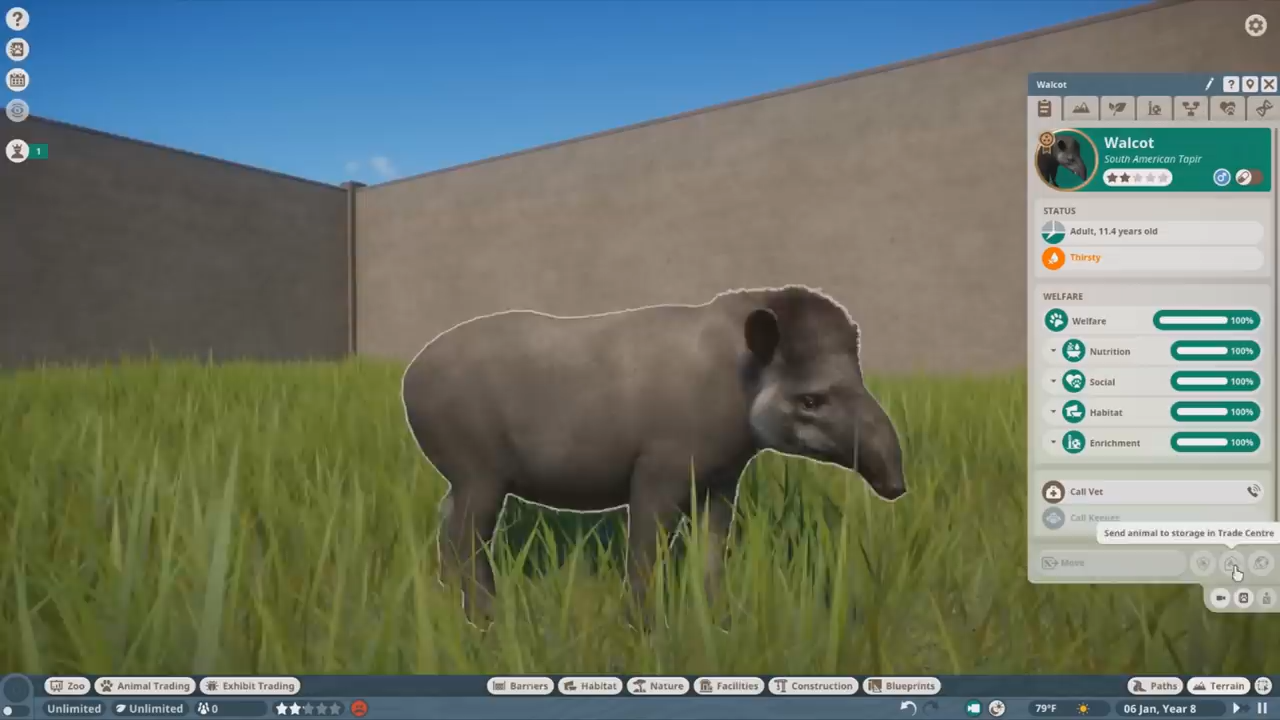 ?
1
Walcot
?
Walcot
South American Tapir
STATUS
Adult, 11.4 years old
Thirsty
WELFARE
Welfare 100%
Nutrition 100%
Social 100%
Habitat 100%
Enrichment 100%
Call Vet
Call Keeper
Send animal to storage in Trade Centre
Move
Zoo Animal Trading Exhibit Trading Barriers Habitat Nature Facilities Construction Blueprints Paths Terrain
Unlimited Unlimited 0 79°F 06 Jan, Year 8